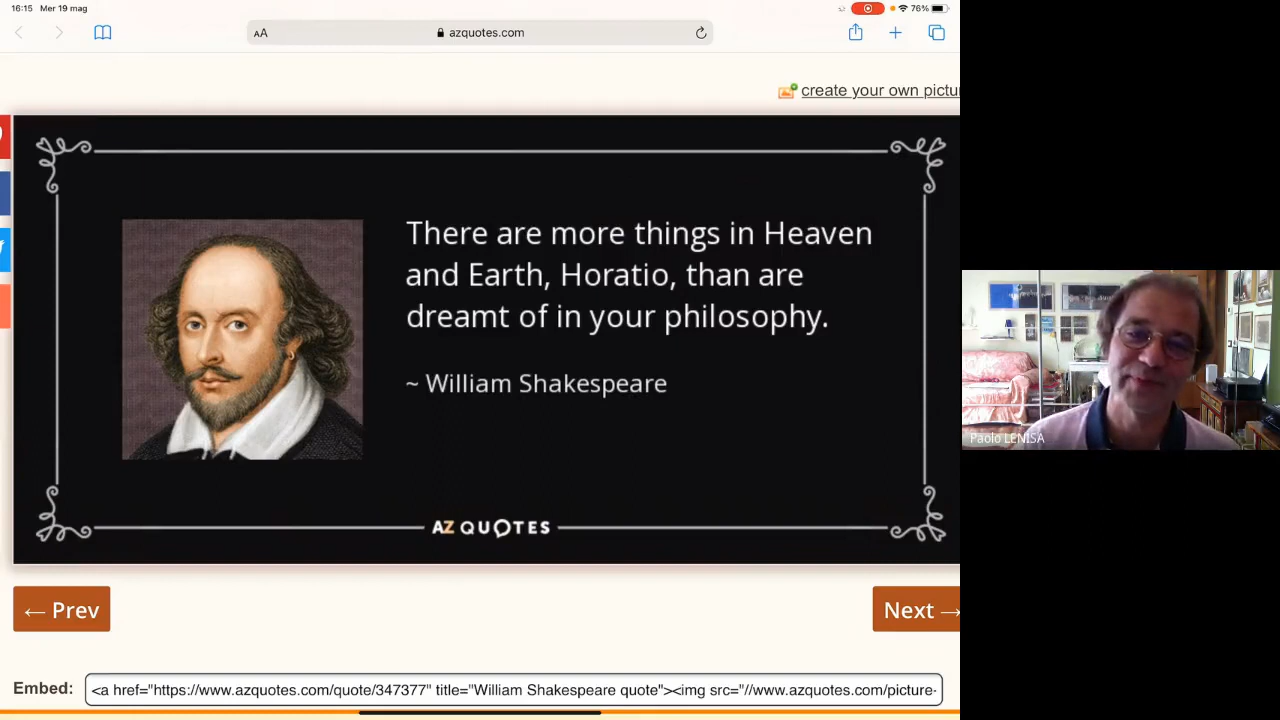 16:15 Mer 19 mag
76%
AA
azquotes.com
create your own pictu
There are more things in Heaven
and Earth, Horatio, than are
dreamt of in your philosophy.
~ William Shakespeare
AZ QUOTES
Paolo LENISA
← Prev
Next →
Embed: <a href="https://www.azquotes.com/quote/347377" title="William Shakespeare quote"><img src="//www.azquotes.com/picture-